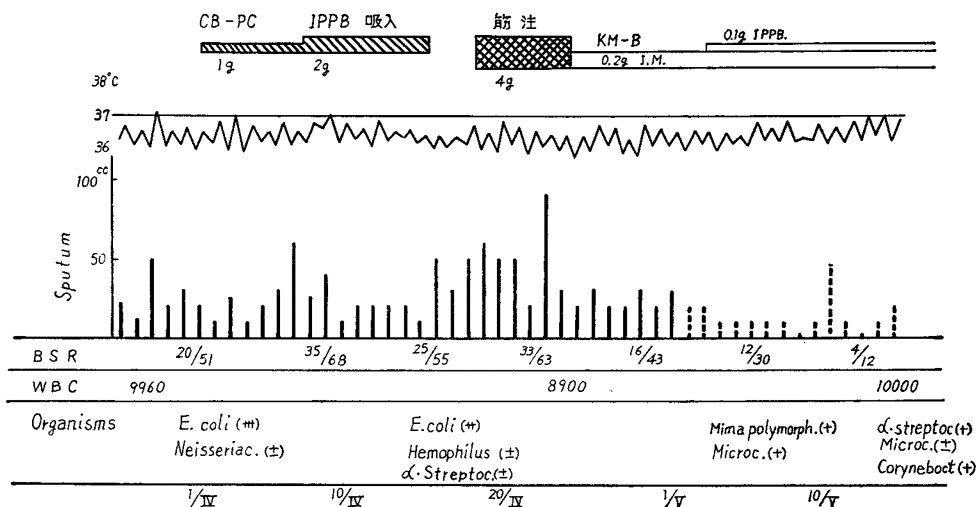 CB-PC IPPB 吸入 筋注
KM-B 0.1g IPPB.
1g 2g 4g 0.2g I.M.
38°C
37
36
100cc
50
Sputum
BSR 20/51 35/68 25/55 33/63 16/43 12/30 4/12
WBC 9960 8900 10000
Organisms E.coli (卌) E.coli (++) Mima polymorph.(+) α-streptoc(+)
Neisseriac.(±) Hemophilus (±) Microc.(+) Microc.(±)
α-Streptoc.(±) Corynebact(+)
1/IV 10/IV 20/IV 1/V 10/V